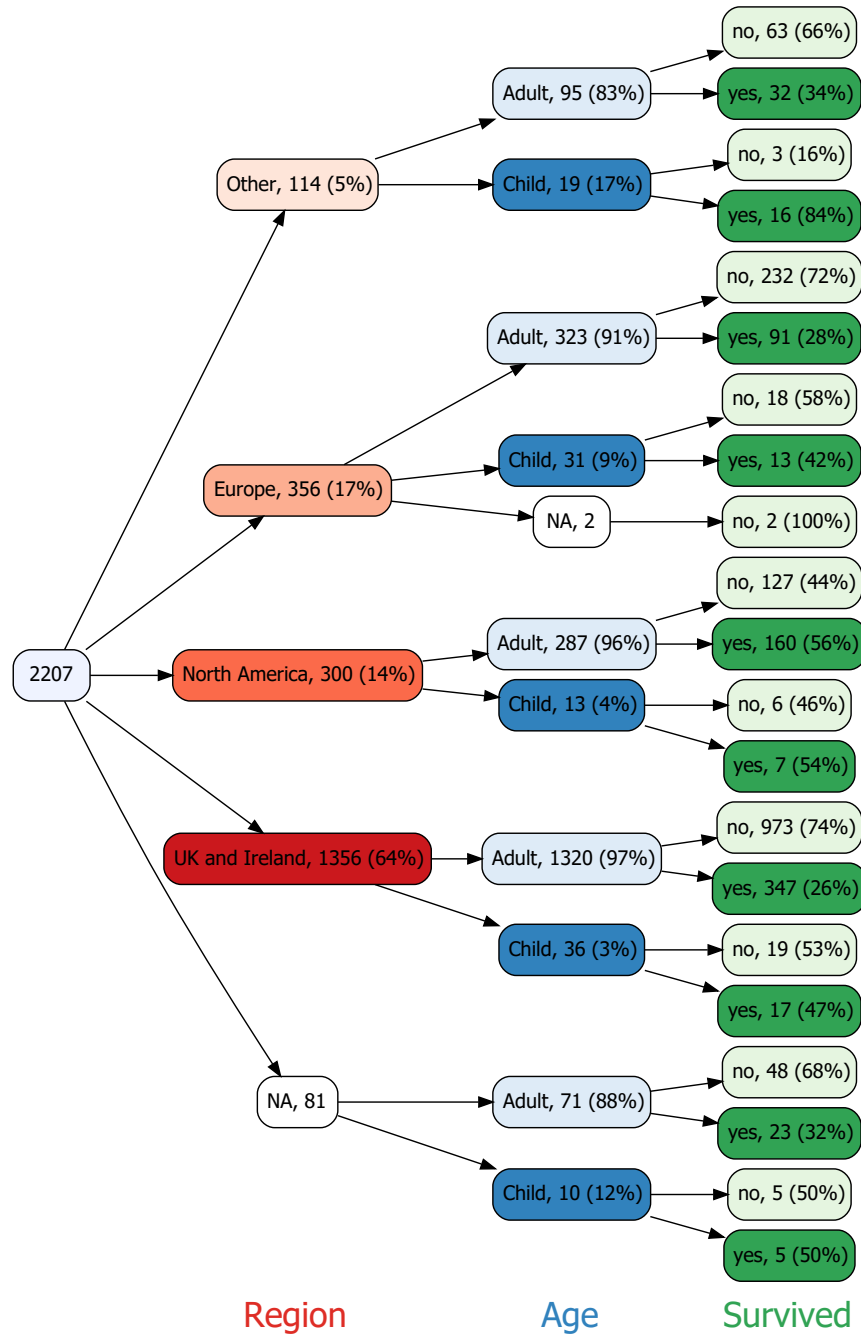 no, 63 (66%)
Adult, 95 (83%)
yes, 32 (34%)
no, 3 (16%)
Other, 114 (5%)
Child, 19 (17%)
yes, 16 (84%)
no, 232 (72%)
Adult, 323 (91%)
yes, 91 (28%)
no, 18 (58%)
Child, 31 (9%)
yes, 13 (42%)
Europe, 356 (17%)
NA, 2
no, 2 (100%)
no, 127 (44%)
Adult, 287 (96%)
yes, 160 (56%)
2207
North America, 300 (14%)
Child, 13 (4%)
no, 6 (46%)
yes, 7 (54%)
no, 973 (74%)
UK and Ireland, 1356 (64%)
Adult, 1320 (97%)
yes, 347 (26%)
Child, 36 (3%)
no, 19 (53%)
yes, 17 (47%)
no, 48 (68%)
NA, 81
Adult, 71 (88%)
yes, 23 (32%)
Child, 10 (12%)
no, 5 (50%)
yes, 5 (50%)
Region
Age
Survived